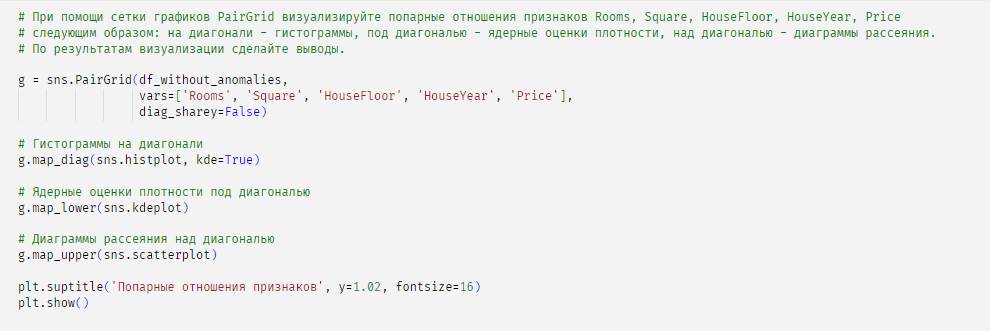 # При помощи сетки графиков PairGrid визуализируйте попарные отношения признаков Rooms, Square, HouseFloor, HouseYear, Price
# следующим образом: на диагонали - гистограммы, под диагональю - ядерные оценки плотности, над диагональю - диаграммы рассеяния.
# По результатам визуализации сделайте выводы.
g = sns.PairGrid(df_without_anomalies,
vars=['Rooms', 'Square', 'HouseFloor', 'HouseYear', 'Price'],
diag_sharey=False)
# Гистограммы на диагонали
g.map_diag(sns.histplot, kde=True)
# Ядерные оценки плотности под диагональю
g.map_lower(sns.kdeplot)
# Диаграммы рассеяния над диагональю
g.map_upper(sns.scatterplot)
plt.suptitle('Попарные отношения признаков', y=1.02, fontsize=16)
plt.show()